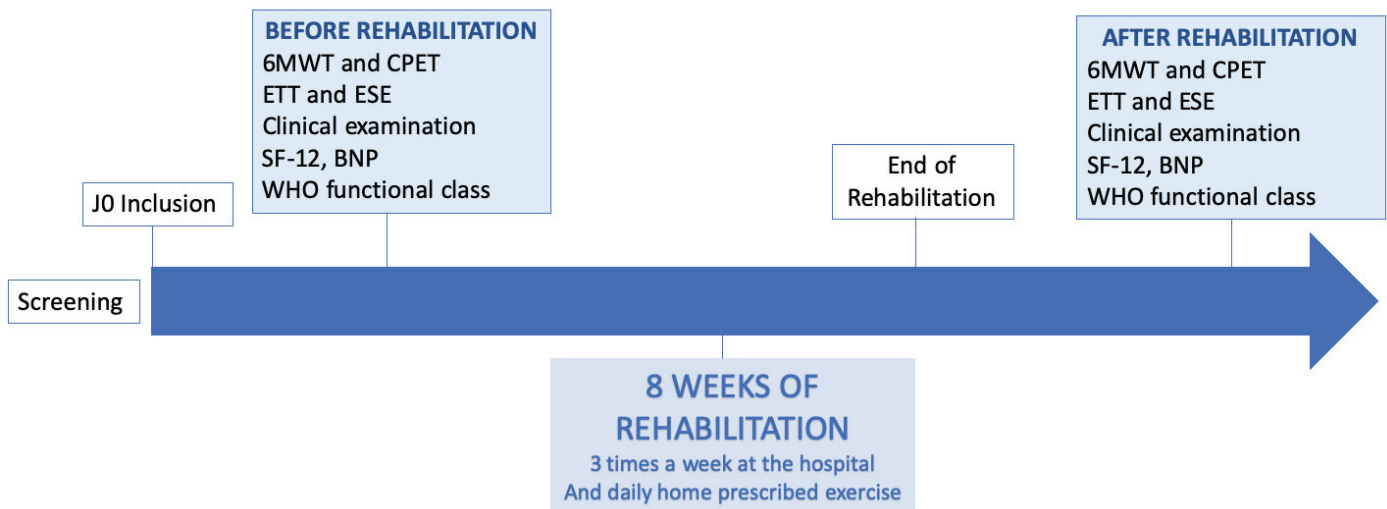 BEFORE REHABILITATION
6MWT and CPET
ETT and ESE
Clinical examination
SF-12, BNP
WHO functional class
AFTER REHABILITATION
6MWT and CPET
ETT and ESE
Clinical examination
SF-12, BNP
WHO functional class
End of
Rehabilitation
J0 Inclusion
Screening
8 WEEKS OF
REHABILITATION
3 times a week at the hospital
And daily home prescribed exercise